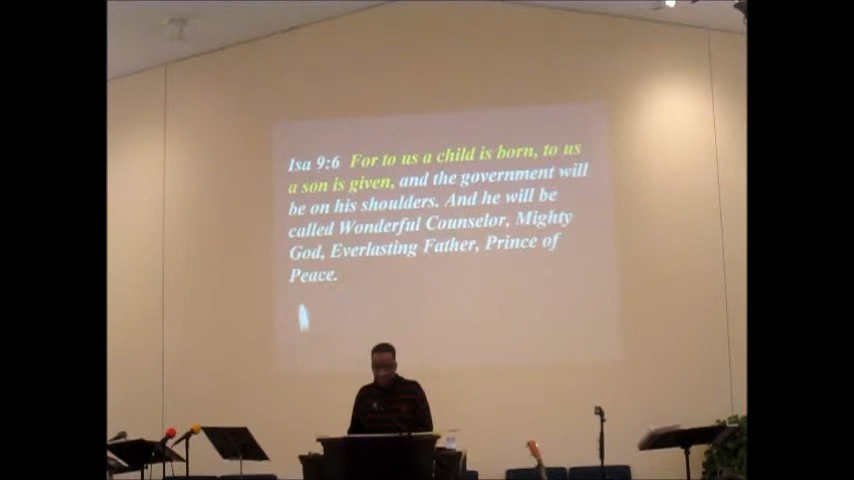 Isa 9:6 For to us a child is born, to us
a son is given, and the government will
be on his shoulders. And he will be
called Wonderful Counselor, Mighty
God, Everlasting Father, Prince of
Peace.